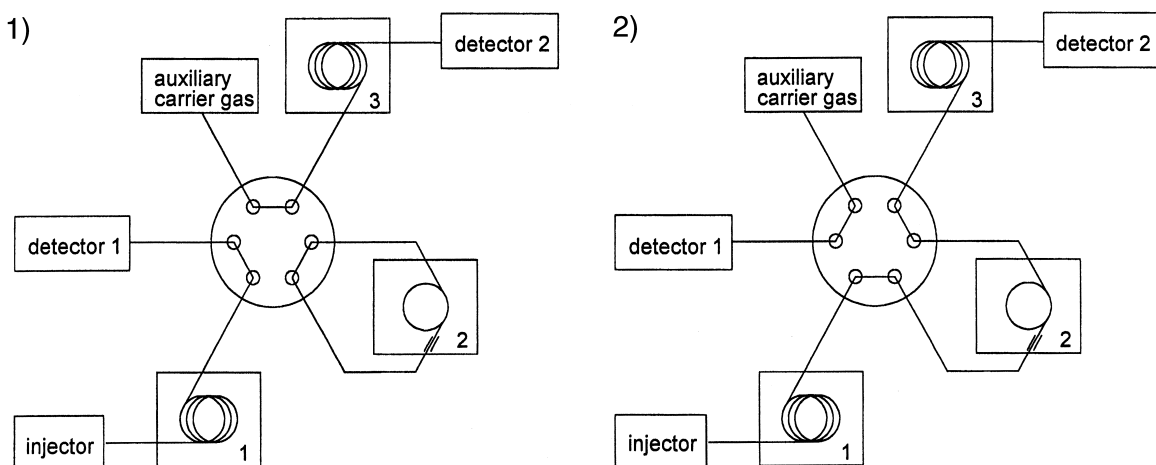 1)
detector 2
auxiliary
carrier gas
3
detector 1
2
injector
1
2)
detector 2
auxiliary
carrier gas
3
detector 1
2
injector
1